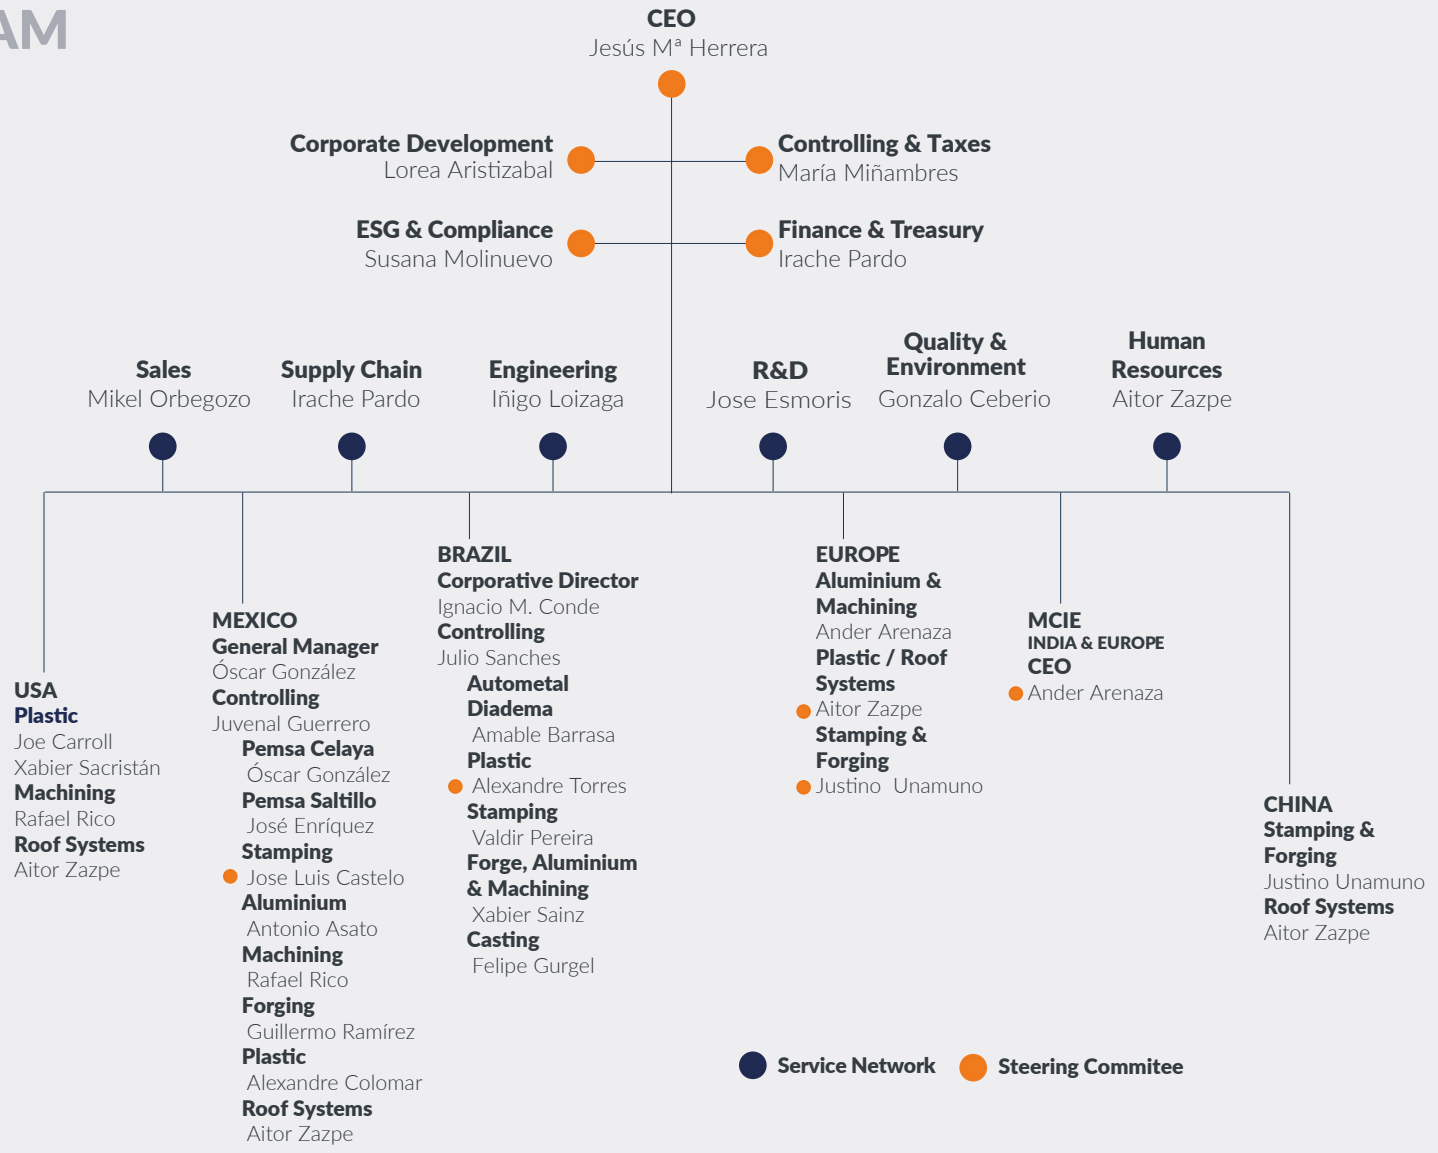 AM
CEO
Jesús Mª Herrera
Corporate Development
Lorea Aristizabal
Controlling & Taxes
María Miñambres
ESG & Compliance
Susana Molinuevo
Finance & Treasury
Irache Pardo
Sales
Mikel Orbegozo
Supply Chain
Irache Pardo
Engineering
Iñigo Loizaga
R&D
Jose Esmoris
Quality &
Environment
Gonzalo Ceberio
Human
Resources
Aitor Zazpe
USA
Plastic
Joe Carroll
Xabier Sacristán
Machining
Rafael Rico
Roof Systems
Aitor Zazpe
MEXICO
General Manager
Óscar González
Controlling
Juvenal Guerrero
Pemsa Celaya
Óscar González
Pemsa Saltillo
José Enríquez
Stamping
Jose Luis Castelo
Aluminium
Antonio Asato
Machining
Rafael Rico
Forging
Guillermo Ramírez
Plastic
Alexandre Colomar
Roof Systems
Aitor Zazpe
BRAZIL
Corporative Director
Ignacio M. Conde
Controlling
Julio Sanches
Autometal
Diadema
Amable Barrasa
Plastic
Alexandre Torres
Stamping
Valdir Pereira
Forge, Aluminium
& Machining
Xabier Sainz
Casting
Felipe Gurgel
EUROPE
Aluminium &
Machining
Ander Arenaza
Plastic / Roof
Systems
Aitor Zazpe
Stamping &
Forging
Justino Unamuno
MCIE
INDIA & EUROPE
CEO
Ander Arenaza
CHINA
Stamping &
Forging
Justino Unamuno
Roof Systems
Aitor Zazpe
Service Network
Steering Commitee